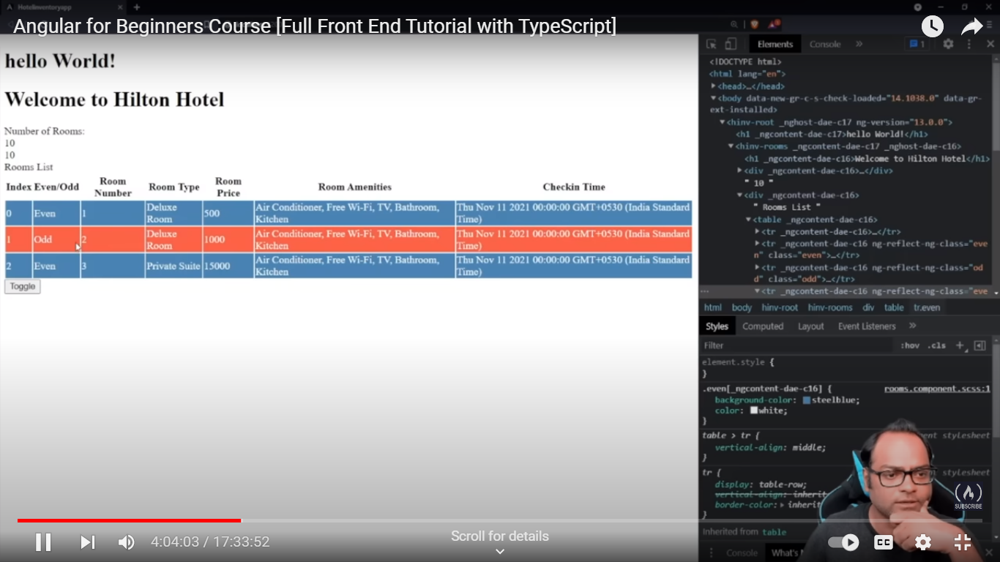 HotelInventoryapp
Angular for Beginners Course [Full Front End Tutorial with TypeScript]
hello World!
Welcome to Hilton Hotel
Number of Rooms:
10
10
Rooms List
Index Even/Odd Room Number Room Type Room Price Room Amenities Checkin Time
0 Even 1 Deluxe Room 500 Air Conditioner, Free Wi-Fi, TV, Bathroom, Kitchen Thu Nov 11 2021 00:00:00 GMT+0530 (India Standard Time)
1 Odd 2 Deluxe Room 1000 Air Conditioner, Free Wi-Fi, TV, Bathroom, Kitchen Thu Nov 11 2021 00:00:00 GMT+0530 (India Standard Time)
2 Even 3 Private Suite 15000 Air Conditioner, Free Wi-Fi, TV, Bathroom, Kitchen Thu Nov 11 2021 00:00:00 GMT+0530 (India Standard Time)
Toggle
Elements Console » 1
<!DOCTYPE html>
<html lang="en">
<head>…</head>
<body data-new-gr-c-s-check-loaded="14.1038.0" data-gr-
ext-installed>
<hinv-root _nghost-dae-c17 ng-version="13.0.0">
<h1 _ngcontent-dae-c17>hello World!</h1>
<hinv-rooms _ngcontent-dae-c17 _nghost-dae-c16>
<h1 _ngcontent-dae-c16>Welcome to Hilton Hotel</h1>
<div _ngcontent-dae-c16>…</div>
" 10 "
<div _ngcontent-dae-c16>
" Rooms List "
<table _ngcontent-dae-c16>
<tr _ngcontent-dae-c16>…</tr>
<tr _ngcontent-dae-c16 ng-reflect-ng-class="eve
n" class="even">…</tr>
<tr _ngcontent-dae-c16 ng-reflect-ng-class="od
d" class="odd">…</tr>
<tr _ngcontent-dae-c16 ng-reflect-ng-class="eve
html body hinv-root hinv-rooms div table tr.even
Styles Computed Layout Event Listeners »
Filter :hov .cls +
element.style {
}
.even[_ngcontent-dae-c16] { rooms.component.scss:1
background-color: steelblue;
color: white;
}
table > tr { ent stylesheet
vertical-align: middle;
}
tr { stylesheet
display: table-row;
vertical-align: inherit
border-color: inherit
}
Inherited from table
Console What's
SUBSCRIBE
4:04:03 / 17:33:52
Scroll for details
CC